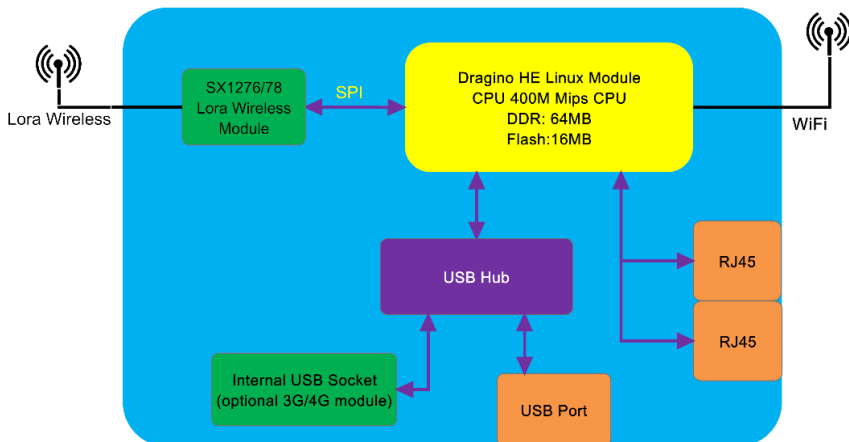 SX1276/78
Lora Wireless
Module
SPI
Dragino HE Linux Module
CPU 400M Mips CPU
DDR: 64MB
Flash:16MB
Lora Wireless
WiFi
USB Hub
RJ45
RJ45
Internal USB Socket
(optional 3G/4G module)
USB Port